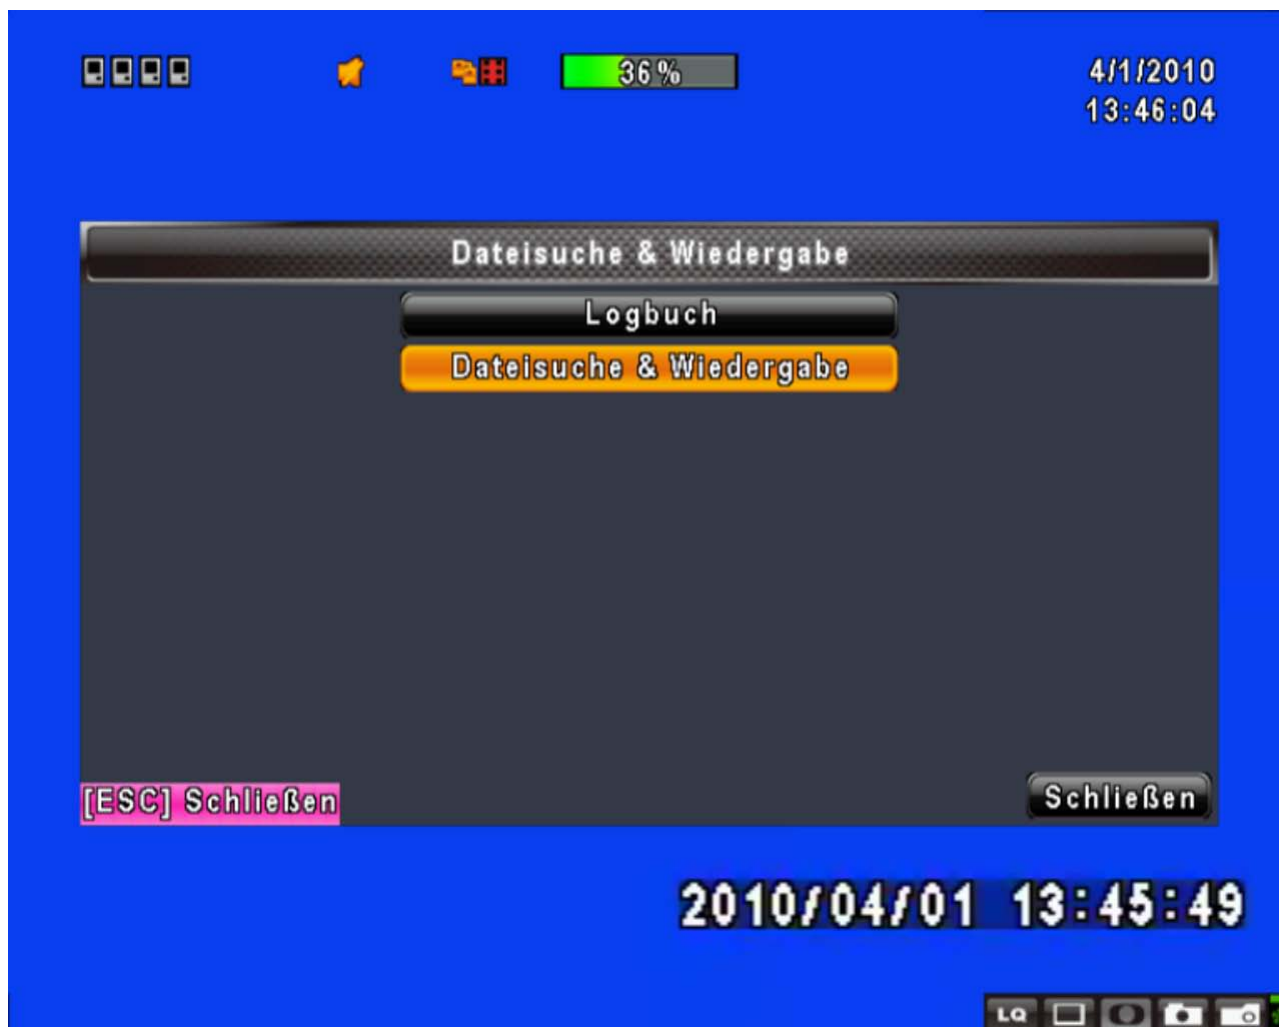 36%
4/1/2010
13:46:04
Dateisuche & Wiedergabe
Logbuch
Dateisuche & Wiedergabe
[ESC] Schließen
Schließen
2010/04/01 13:45:49
LQ